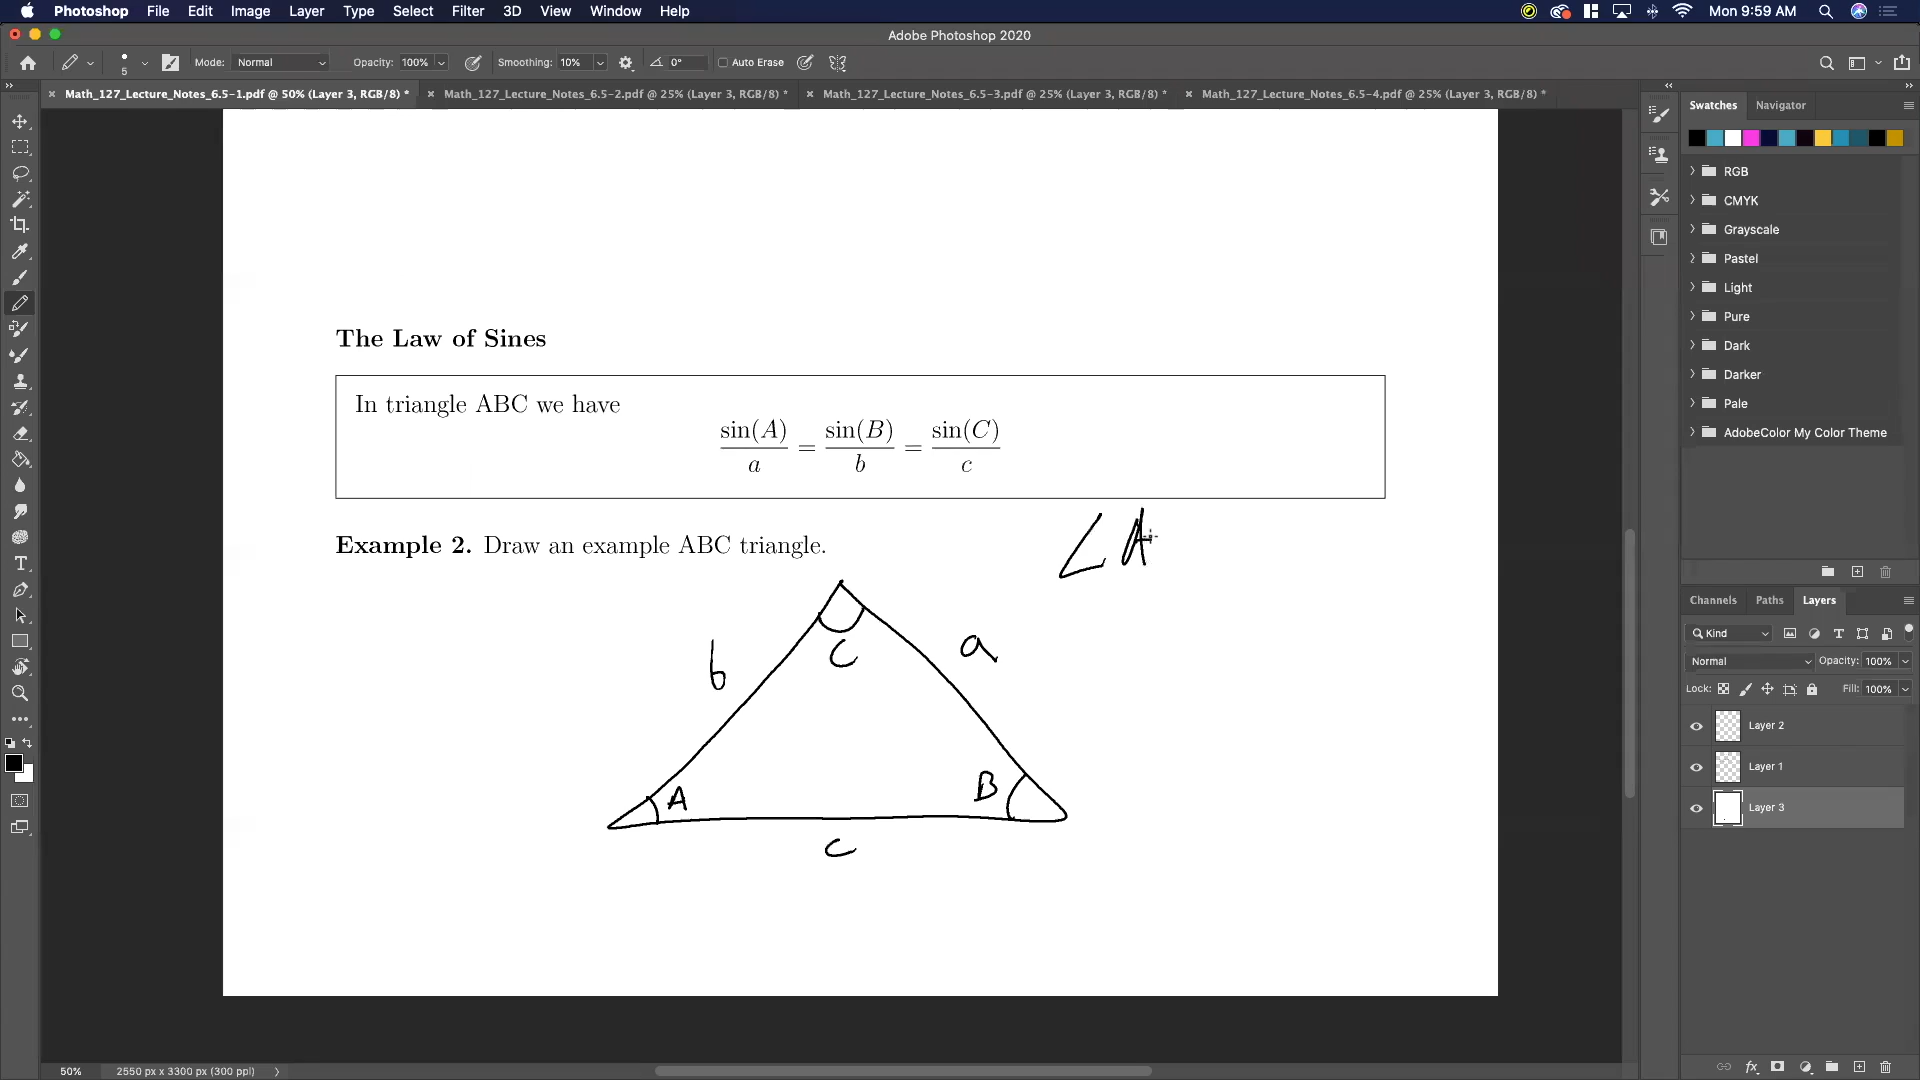 Photoshop File Edit Image Layer Type Select Filter 3D View Window Help Mon 9:59 AM
Adobe Photoshop 2020
5 Mode: Normal Opacity: 100% Smoothing: 10% 0° Auto Erase
Math_127_Lecture_Notes_6.5-1.pdf @ 50% (Layer 3, RGB/8) * Math_127_Lecture_Notes_6.5-2.pdf @ 25% (Layer 3, RGB/8) * Math_127_Lecture_Notes_6.5-3.pdf @ 25% (Layer 3, RGB/8) * Math_127_Lecture_Notes_6.5-4.pdf @ 25% (Layer 3, RGB/8) *
The Law of Sines
In triangle ABC we have
sin(A)/a = sin(B)/b = sin(C)/c
∠A
Example 2. Draw an example ABC triangle.
b C a
A B
c
Swatches Navigator
RGB
CMYK
Grayscale
Pastel
Light
Pure
Dark
Darker
Pale
AdobeColor My Color Theme
Channels Paths Layers
Kind
Normal Opacity: 100%
Lock: Fill: 100%
Layer 2
Layer 1
Layer 3
fx
50% 2550 px x 3300 px (300 ppi)